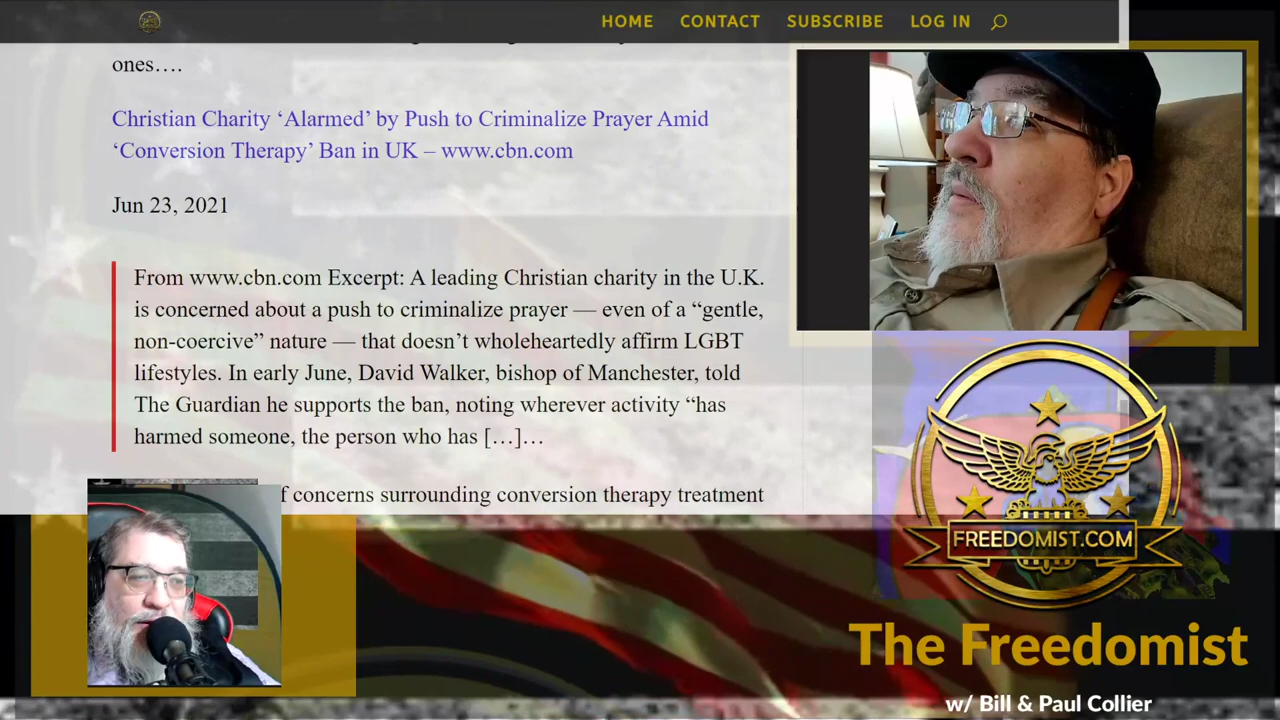 HOME CONTACT SUBSCRIBE LOG IN
ones….
Christian Charity ‘Alarmed’ by Push to Criminalize Prayer Amid
‘Conversion Therapy’ Ban in UK – www.cbn.com
Jun 23, 2021
From www.cbn.com Excerpt: A leading Christian charity in the U.K.
is concerned about a push to criminalize prayer — even of a “gentle,
non-coercive” nature — that doesn’t wholeheartedly affirm LGBT
lifestyles. In early June, David Walker, bishop of Manchester, told
The Guardian he supports the ban, noting wherever activity “has
harmed someone, the person who has […]…
f concerns surrounding conversion therapy treatment
FREEDOMIST.COM
The Freedomist
w/ Bill & Paul Collier